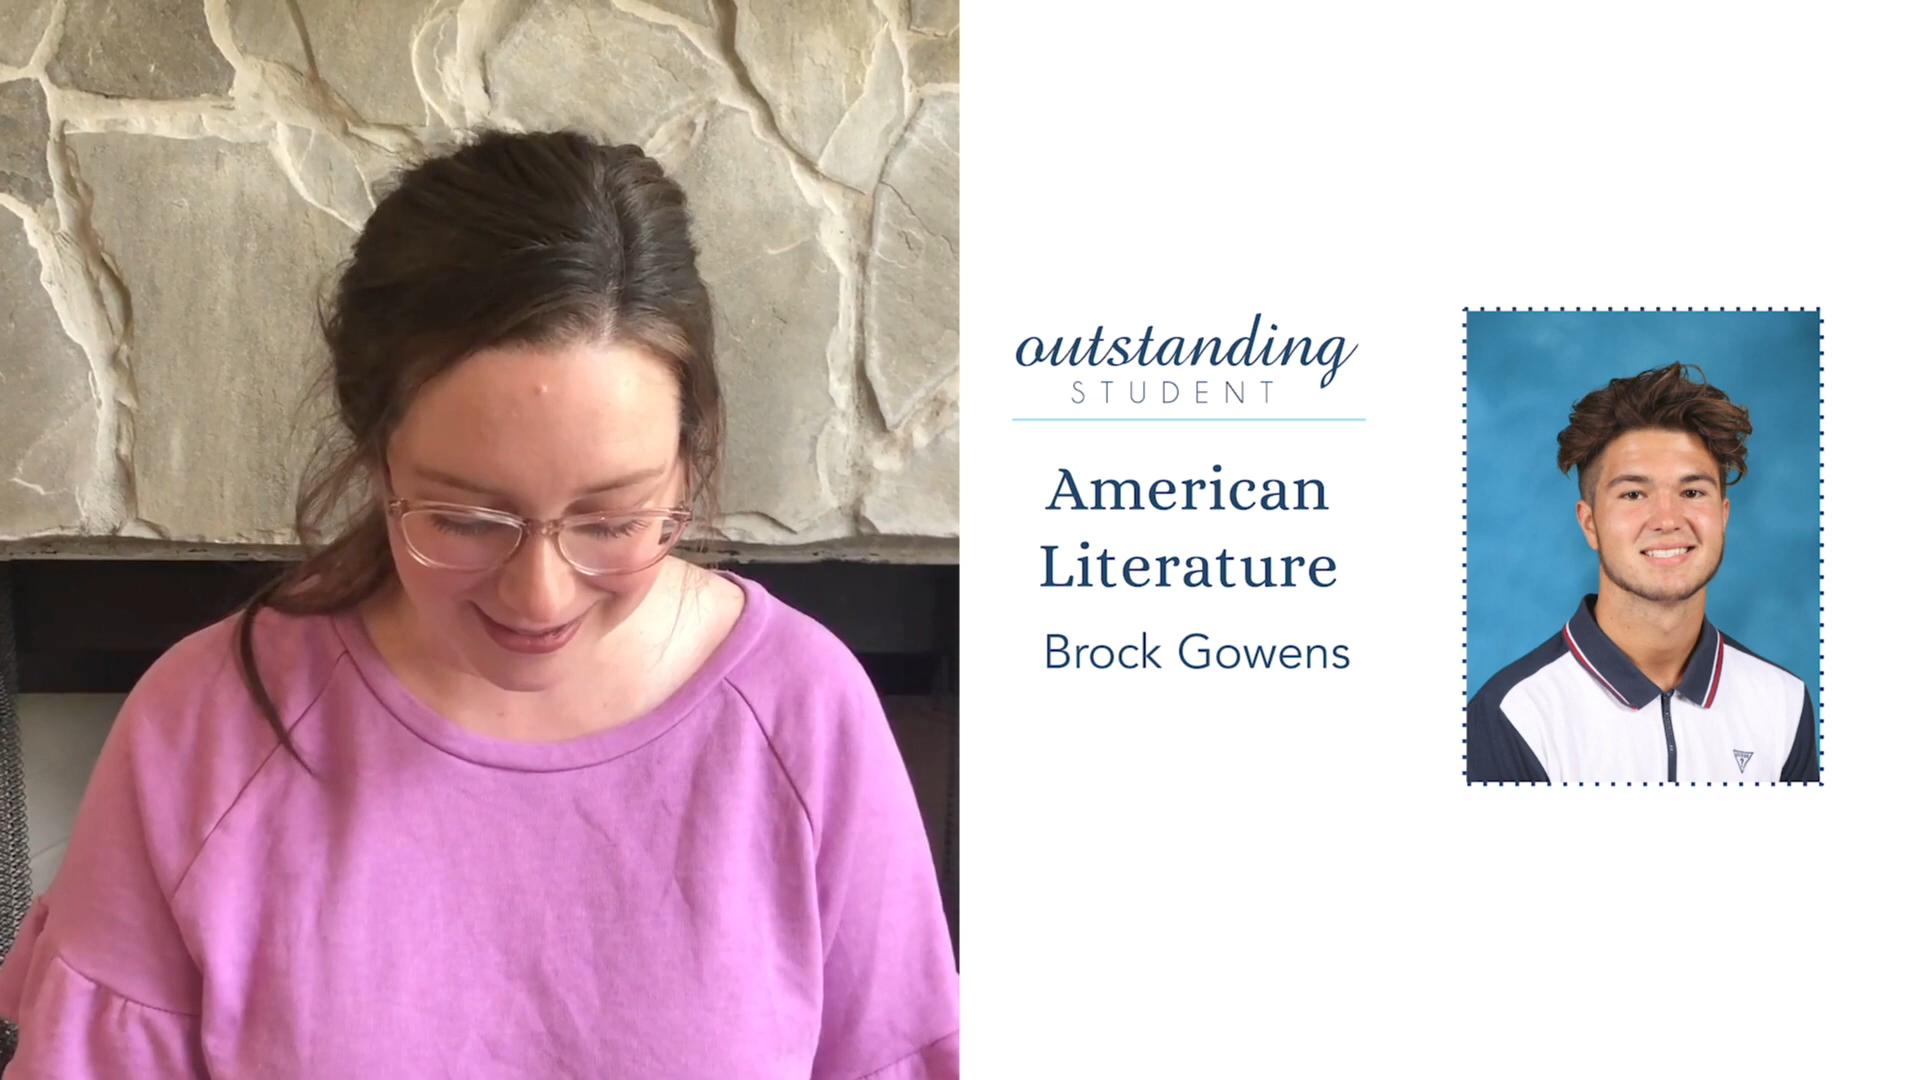 outstanding
STUDENT
American
Literature
Brock Gowens